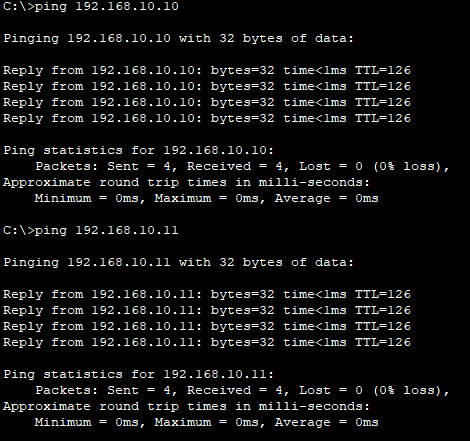 C:\>ping 192.168.10.10
Pinging 192.168.10.10 with 32 bytes of data:
Reply from 192.168.10.10: bytes=32 time<1ms TTL=126
Reply from 192.168.10.10: bytes=32 time<1ms TTL=126
Reply from 192.168.10.10: bytes=32 time<1ms TTL=126
Reply from 192.168.10.10: bytes=32 time<1ms TTL=126
Ping statistics for 192.168.10.10:
    Packets: Sent = 4, Received = 4, Lost = 0 (0% loss),
Approximate round trip times in milli-seconds:
    Minimum = 0ms, Maximum = 0ms, Average = 0ms
C:\>ping 192.168.10.11
Pinging 192.168.10.11 with 32 bytes of data:
Reply from 192.168.10.11: bytes=32 time<1ms TTL=126
Reply from 192.168.10.11: bytes=32 time<1ms TTL=126
Reply from 192.168.10.11: bytes=32 time<1ms TTL=126
Reply from 192.168.10.11: bytes=32 time<1ms TTL=126
Ping statistics for 192.168.10.11:
    Packets: Sent = 4, Received = 4, Lost = 0 (0% loss),
Approximate round trip times in milli-seconds:
    Minimum = 0ms, Maximum = 0ms, Average = 0ms